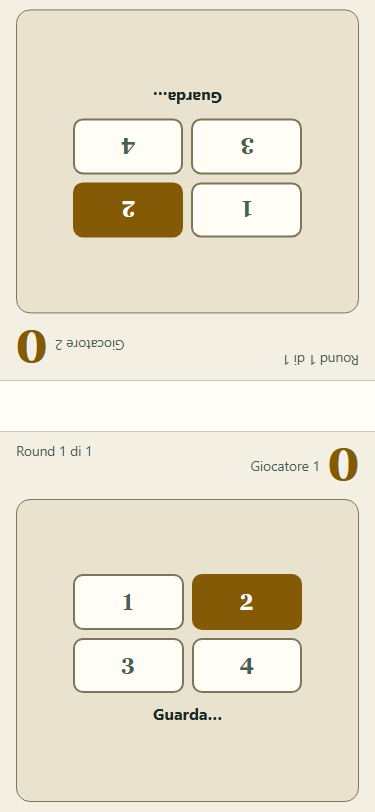 Round 1 di 1
Giocatore 2 0
1 2
3 4
Guarda...
Round 1 di 1
Giocatore 1 0
1 2
3 4
Guarda...